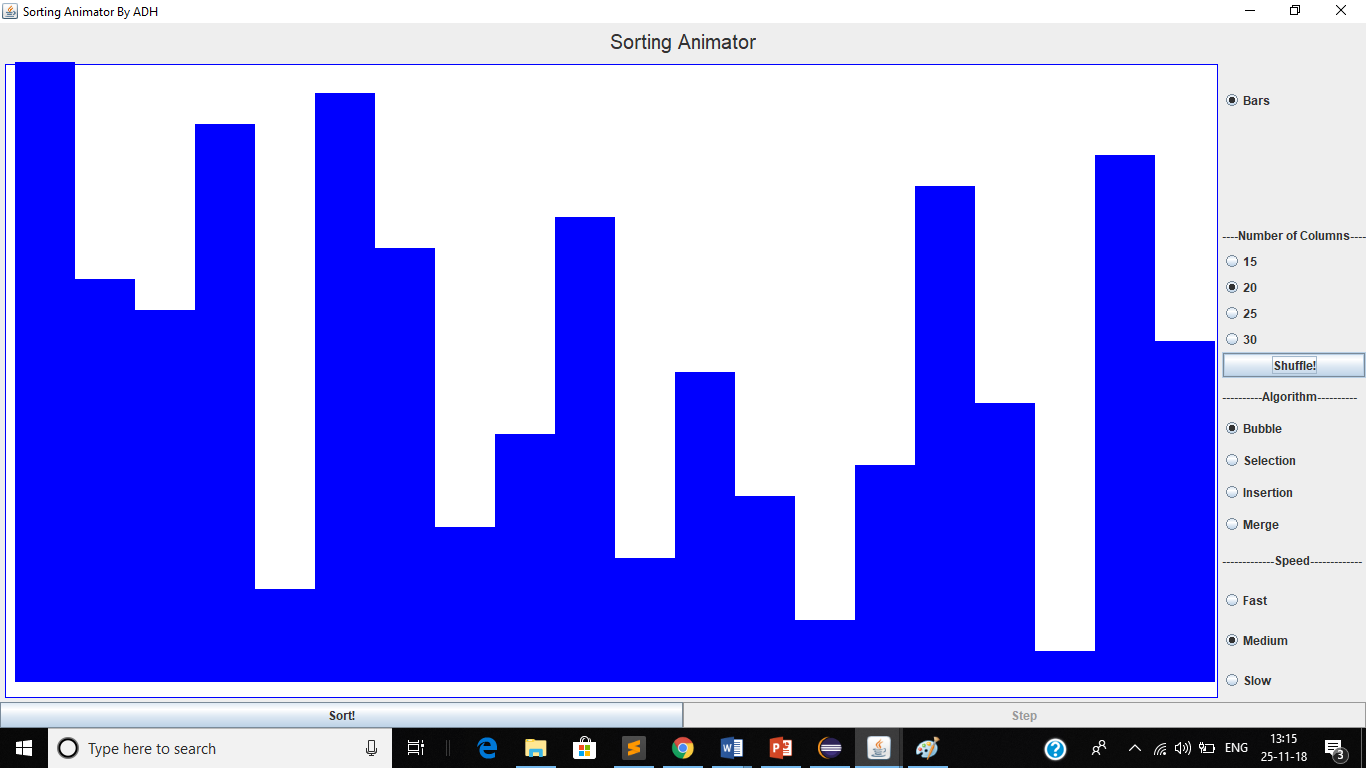 Sorting Animator By ADH
Sorting Animator
Bars
----Number of Columns----
15
20
25
30
Shuffle!
----------Algorithm----------
Bubble
Selection
Insertion
Merge
-------------Speed-------------
Fast
Medium
Slow
Sort!
Step
Type here to search
ENG
13:15
25-11-18
3